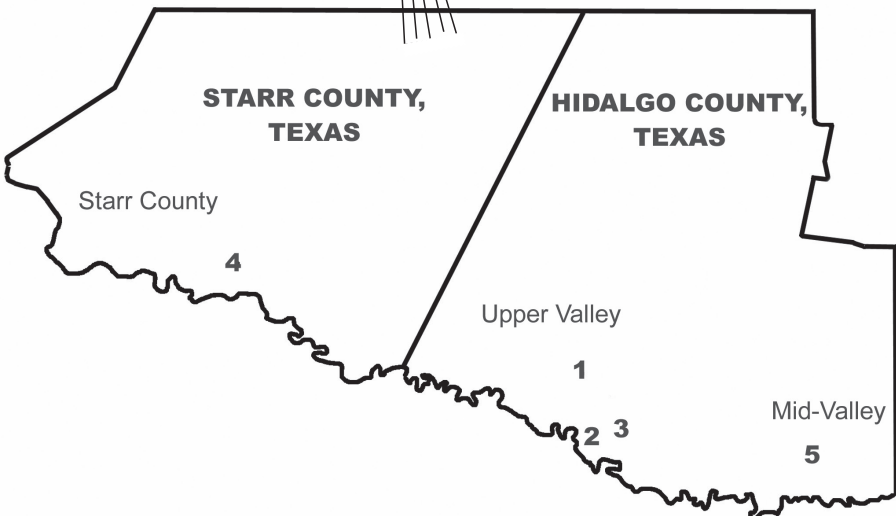 STARR COUNTY,
TEXAS
HIDALGO COUNTY,
TEXAS
Starr County
4
Upper Valley
1
Mid-Valley
2
3
5